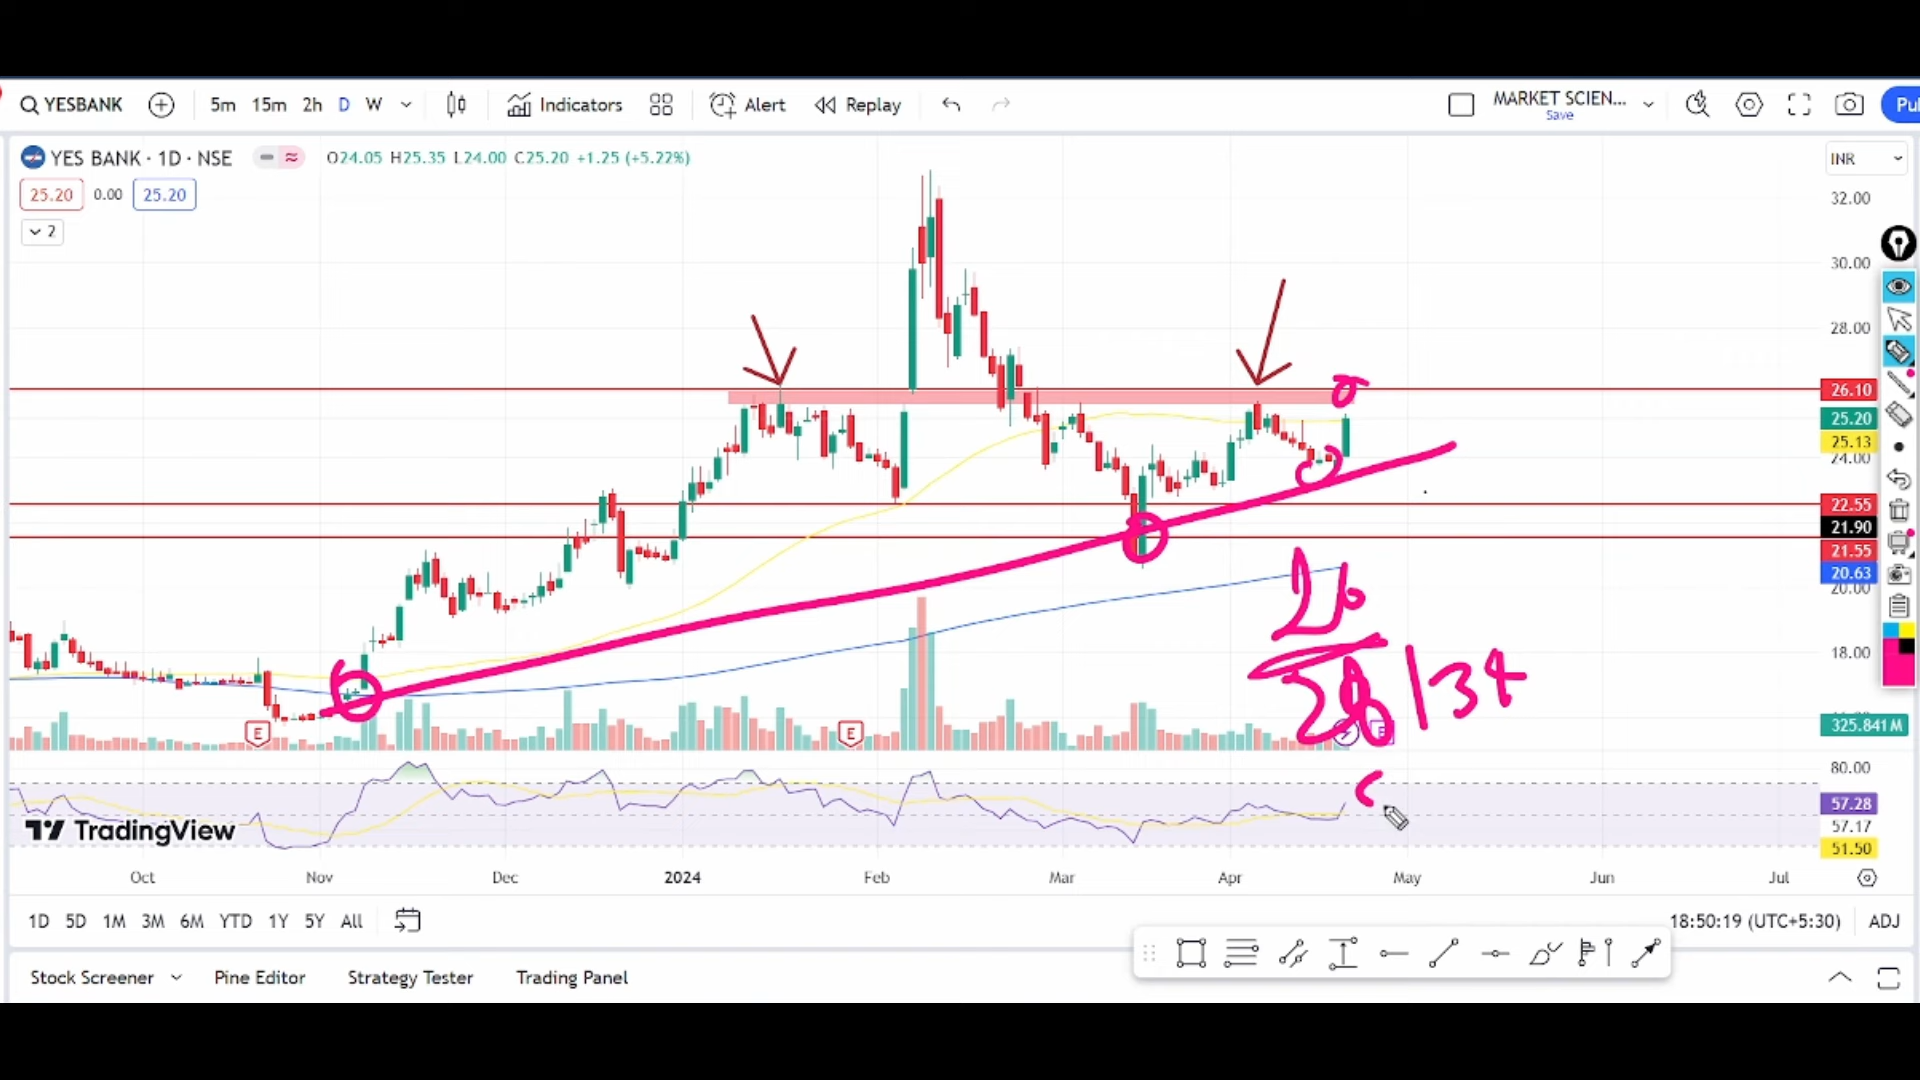 YESBANK 5m 15m 2h D W Indicators Alert Replay MARKET SCIEN... Save Pul
YES BANK · 1D · NSE O24.05 H25.35 L24.00 C25.20 +1.25 (+5.22%) INR
25.20 0.00 25.20
2
32.00
30.00
28.00
26.10
25.20
25.13
24.00
22.55
21.90
21.55
20.63
20.00
18.00
26
28/34
E E E
325.841M
80.00
57.28
57.17
51.50
TradingView
Oct Nov Dec 2024 Feb Mar Apr May Jun Jul
1D 5D 1M 3M 6M YTD 1Y 5Y All 18:50:19 (UTC+5:30) ADJ
Stock Screener Pine Editor Strategy Tester Trading Panel